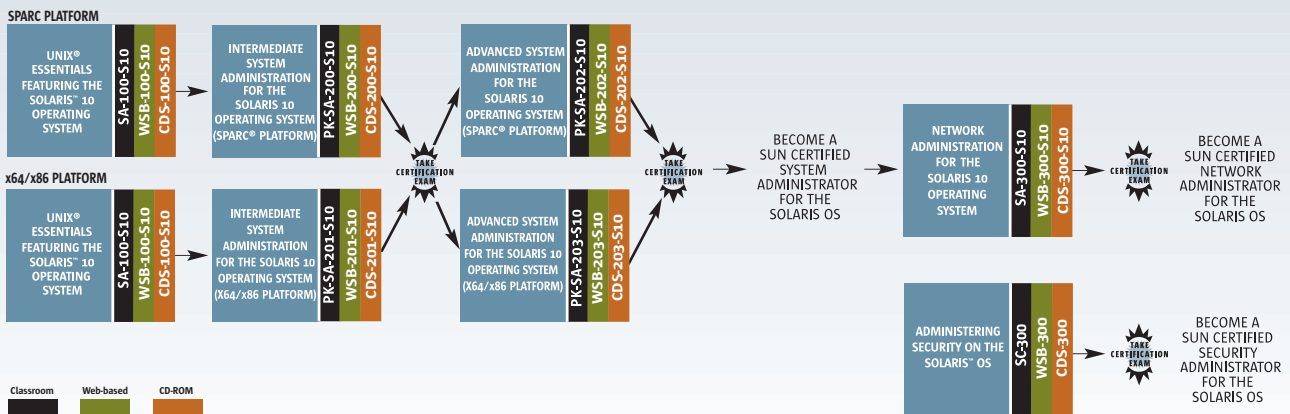 SPARC PLATFORM
UNIX®
ESSENTIALS
FEATURING THE
SOLARIS™ 10
OPERATING
SYSTEM
SA-100-S10
WSB-100-S10
CDS-100-S10
INTERMEDIATE
SYSTEM
ADMINISTRATION
FOR THE
SOLARIS 10
OPERATING SYSTEM
(SPARC® PLATFORM)
PK-SA-200-S10
WSB-200-S10
CDS-200-S10
TAKE
CERTIFICATION
EXAM
ADVANCED SYSTEM
ADMINISTRATION
FOR THE
SOLARIS 10
OPERATING SYSTEM
(SPARC® PLATFORM)
PK-SA-202-S10
WSB-202-S10
CDS-202-S10
TAKE
CERTIFICATION
EXAM
BECOME A
SUN CERTIFIED
SYSTEM
ADMINISTRATOR
FOR THE
SOLARIS OS
NETWORK
ADMINISTRATION
FOR THE
SOLARIS 10
OPERATING
SYSTEM
SA-300-S10
WSB-300-S10
CDS-300-S10
TAKE
CERTIFICATION
EXAM
BECOME A
SUN CERTIFIED
NETWORK
ADMINISTRATOR
FOR THE
SOLARIS OS
x64/x86 PLATFORM
UNIX®
ESSENTIALS
FEATURING THE
SOLARIS™ 10
OPERATING
SYSTEM
SA-100-S10
WSB-100-S10
CDS-100-S10
INTERMEDIATE
SYSTEM
ADMINISTRATION
FOR THE SOLARIS 10
OPERATING SYSTEM
(X64/x86 PLATFORM)
PK-SA-201-S10
WSB-201-S10
CDS-201-S10
ADVANCED SYSTEM
ADMINISTRATION
FOR THE SOLARIS 10
OPERATING SYSTEM
(X64/x86 PLATFORM)
PK-SA-203-S10
WSB-203-S10
CDS-203-S10
ADMINISTERING
SECURITY ON THE
SOLARIS™ OS
SC-300
WSB-300
CDS-300
TAKE
CERTIFICATION
EXAM
BECOME A
SUN CERTIFIED
SECURITY
ADMINISTRATOR
FOR THE
SOLARIS OS
Classroom
Web-based
CD-ROM